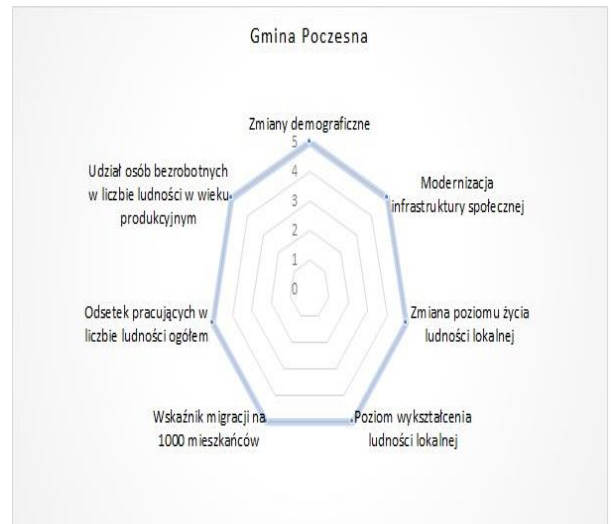 Gmina Poczesna
Zmiany demograficzne
5
4
3
2
1
0
Modernizacja
infrastruktury społecznej
Zmiana poziomu życia
ludności lokalnej
Poziom wykształcenia
ludności lokalnej
Wskaźnik migracji na
1000 mieszkańców
Odsetek pracujących w
liczbie ludności ogółem
Udział osób bezrobotnych
w liczbie ludności w wieku
produkcyjnym